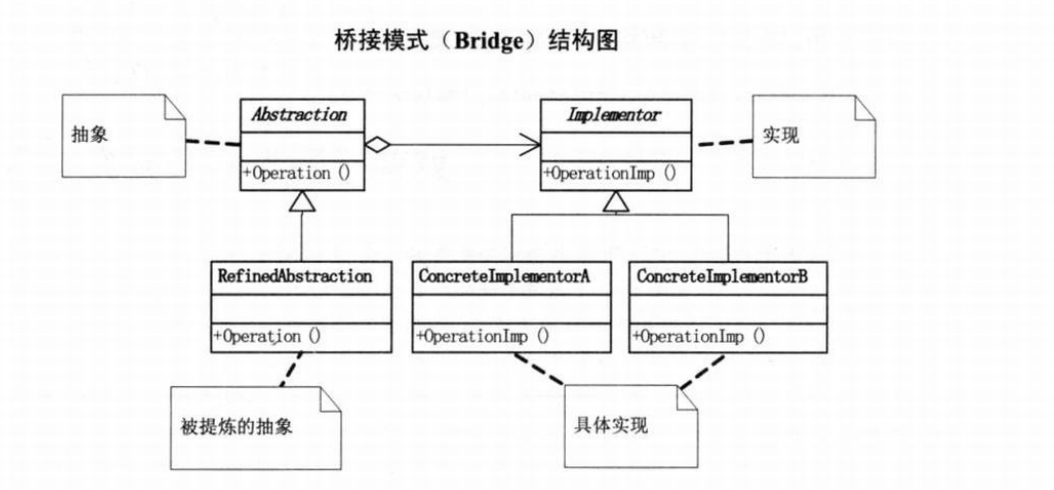 桥接模式（Bridge）结构图
抽象
Abstraction
+Operation ()
Implementor
+OperationImp ()
实现
RefinedAbstraction
+Operation ()
ConcreteImplementorA
+OperationImp ()
ConcreteImplementorB
+OperationImp ()
被提炼的抽象
具体实现